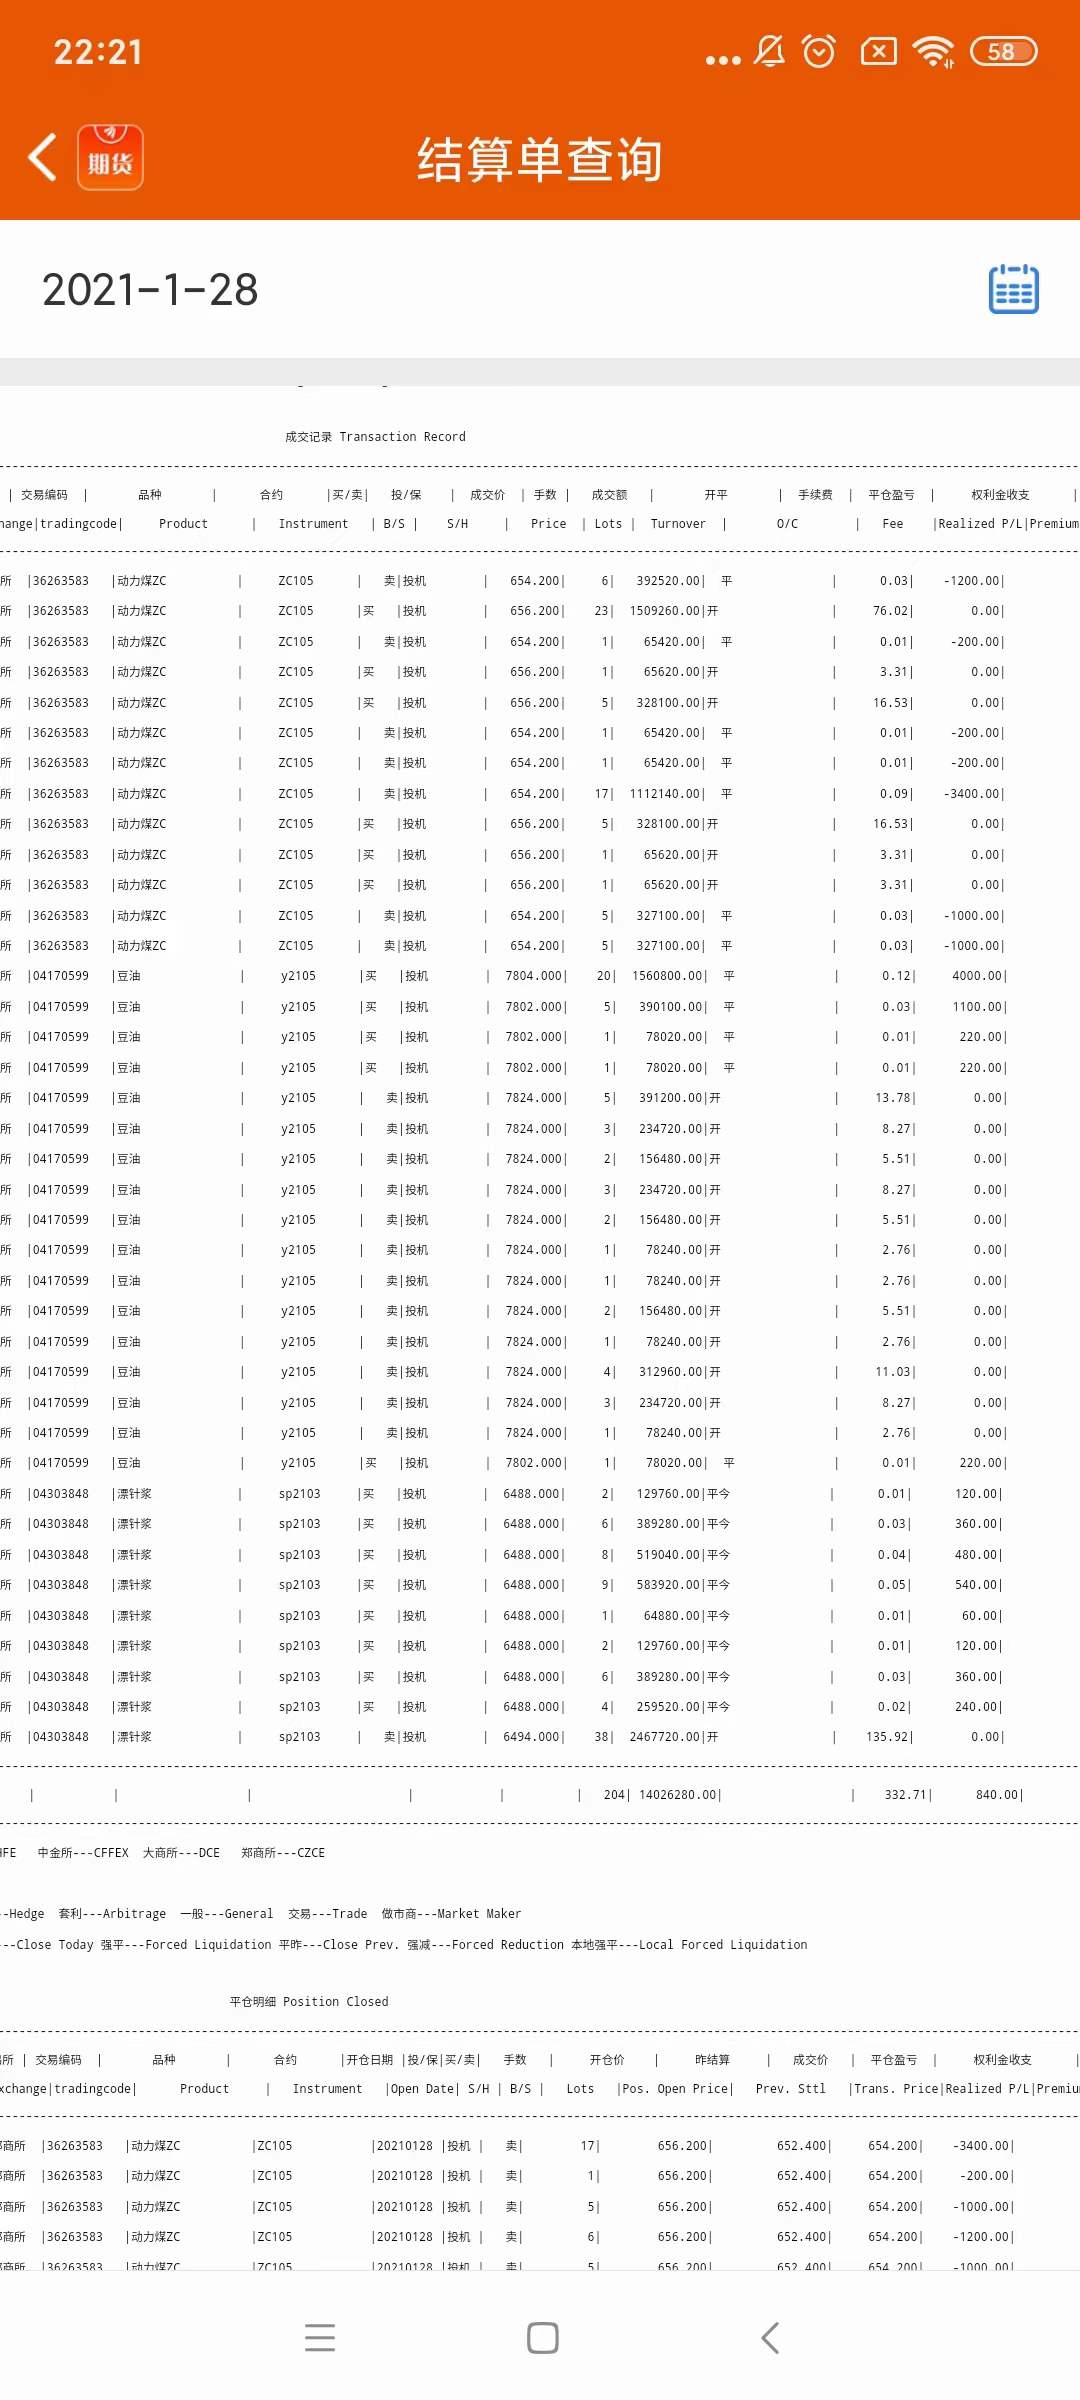 22:21
58
期货
结算单查询
2021-1-28
成交记录 Transaction Record
| 交易编码 | 品种 | 合约 |买/卖| 投/保 | 成交价 | 手数 | 成交额 | 开平 | 手续费 | 平仓盈亏 | 权利金收支 |
hange|tradingcode| Product | Instrument | B/S | S/H | Price | Lots | Turnover | O/C | Fee |Realized P/L|Premium
所 |36263583 |动力煤ZC | ZC105 | 卖|投机 | 654.200| 6| 392520.00| 平 | 0.03| -1200.00|
所 |36263583 |动力煤ZC | ZC105 |买 |投机 | 656.200| 23| 1509260.00|开 | 76.02| 0.00|
所 |36263583 |动力煤ZC | ZC105 | 卖|投机 | 654.200| 1| 65420.00| 平 | 0.01| -200.00|
所 |36263583 |动力煤ZC | ZC105 |买 |投机 | 656.200| 1| 65620.00|开 | 3.31| 0.00|
所 |36263583 |动力煤ZC | ZC105 |买 |投机 | 656.200| 5| 328100.00|开 | 16.53| 0.00|
所 |36263583 |动力煤ZC | ZC105 | 卖|投机 | 654.200| 1| 65420.00| 平 | 0.01| -200.00|
所 |36263583 |动力煤ZC | ZC105 | 卖|投机 | 654.200| 1| 65420.00| 平 | 0.01| -200.00|
所 |36263583 |动力煤ZC | ZC105 | 卖|投机 | 654.200| 17| 1112140.00| 平 | 0.09| -3400.00|
所 |36263583 |动力煤ZC | ZC105 |买 |投机 | 656.200| 5| 328100.00|开 | 16.53| 0.00|
所 |36263583 |动力煤ZC | ZC105 |买 |投机 | 656.200| 1| 65620.00|开 | 3.31| 0.00|
所 |36263583 |动力煤ZC | ZC105 |买 |投机 | 656.200| 1| 65620.00|开 | 3.31| 0.00|
所 |36263583 |动力煤ZC | ZC105 | 卖|投机 | 654.200| 5| 327100.00| 平 | 0.03| -1000.00|
所 |36263583 |动力煤ZC | ZC105 | 卖|投机 | 654.200| 5| 327100.00| 平 | 0.03| -1000.00|
所 |04170599 |豆油 | y2105 |买 |投机 | 7804.000| 20| 1560800.00| 平 | 0.12| 4000.00|
所 |04170599 |豆油 | y2105 |买 |投机 | 7802.000| 5| 390100.00| 平 | 0.03| 1100.00|
所 |04170599 |豆油 | y2105 |买 |投机 | 7802.000| 1| 78020.00| 平 | 0.01| 220.00|
所 |04170599 |豆油 | y2105 |买 |投机 | 7802.000| 1| 78020.00| 平 | 0.01| 220.00|
所 |04170599 |豆油 | y2105 | 卖|投机 | 7824.000| 5| 391200.00|开 | 13.78| 0.00|
所 |04170599 |豆油 | y2105 | 卖|投机 | 7824.000| 3| 234720.00|开 | 8.27| 0.00|
所 |04170599 |豆油 | y2105 | 卖|投机 | 7824.000| 2| 156480.00|开 | 5.51| 0.00|
所 |04170599 |豆油 | y2105 | 卖|投机 | 7824.000| 3| 234720.00|开 | 8.27| 0.00|
所 |04170599 |豆油 | y2105 | 卖|投机 | 7824.000| 2| 156480.00|开 | 5.51| 0.00|
所 |04170599 |豆油 | y2105 | 卖|投机 | 7824.000| 1| 78240.00|开 | 2.76| 0.00|
所 |04170599 |豆油 | y2105 | 卖|投机 | 7824.000| 1| 78240.00|开 | 2.76| 0.00|
所 |04170599 |豆油 | y2105 | 卖|投机 | 7824.000| 2| 156480.00|开 | 5.51| 0.00|
所 |04170599 |豆油 | y2105 | 卖|投机 | 7824.000| 1| 78240.00|开 | 2.76| 0.00|
所 |04170599 |豆油 | y2105 | 卖|投机 | 7824.000| 4| 312960.00|开 | 11.03| 0.00|
所 |04170599 |豆油 | y2105 | 卖|投机 | 7824.000| 3| 234720.00|开 | 8.27| 0.00|
所 |04170599 |豆油 | y2105 | 卖|投机 | 7824.000| 1| 78240.00|开 | 2.76| 0.00|
所 |04170599 |豆油 | y2105 |买 |投机 | 7802.000| 1| 78020.00| 平 | 0.01| 220.00|
所 |04303848 |漂针浆 | sp2103 |买 |投机 | 6488.000| 2| 129760.00|平今 | 0.01| 120.00|
所 |04303848 |漂针浆 | sp2103 |买 |投机 | 6488.000| 6| 389280.00|平今 | 0.03| 360.00|
所 |04303848 |漂针浆 | sp2103 |买 |投机 | 6488.000| 8| 519040.00|平今 | 0.04| 480.00|
所 |04303848 |漂针浆 | sp2103 |买 |投机 | 6488.000| 9| 583920.00|平今 | 0.05| 540.00|
所 |04303848 |漂针浆 | sp2103 |买 |投机 | 6488.000| 1| 64880.00|平今 | 0.01| 60.00|
所 |04303848 |漂针浆 | sp2103 |买 |投机 | 6488.000| 2| 129760.00|平今 | 0.01| 120.00|
所 |04303848 |漂针浆 | sp2103 |买 |投机 | 6488.000| 6| 389280.00|平今 | 0.03| 360.00|
所 |04303848 |漂针浆 | sp2103 |买 |投机 | 6488.000| 4| 259520.00|平今 | 0.02| 240.00|
所 |04303848 |漂针浆 | sp2103 | 卖|投机 | 6494.000| 38| 2467720.00|开 | 135.92| 0.00|
| | | | | | 204| 14026280.00| | 332.71| 840.00|
HFE 中金所---CFFEX 大商所---DCE 郑商所---CZCE
--Hedge 套利---Arbitrage 一般---General 交易---Trade 做市商---Market Maker
---Close Today 强平---Forced Liquidation 平昨---Close Prev. 强减---Forced Reduction 本地强平---Local Forced Liquidation
平仓明细 Position Closed
所 | 交易编码 | 品种 | 合约 |开仓日期 |投/保|买/卖| 手数 | 开仓价 | 昨结算 | 成交价 | 平仓盈亏 | 权利金收支 |
xchange|tradingcode| Product | Instrument |Open Date| S/H | B/S | Lots |Pos. Open Price| Prev. Sttl |Trans. Price|Realized P/L|Premiu
商所 |36263583 |动力煤ZC |ZC105 |20210128 |投机 | 卖| 17| 656.200| 652.400| 654.200| -3400.00|
商所 |36263583 |动力煤ZC |ZC105 |20210128 |投机 | 卖| 1| 656.200| 652.400| 654.200| -200.00|
商所 |36263583 |动力煤ZC |ZC105 |20210128 |投机 | 卖| 5| 656.200| 652.400| 654.200| -1000.00|
商所 |36263583 |动力煤ZC |ZC105 |20210128 |投机 | 卖| 6| 656.200| 652.400| 654.200| -1200.00|
商所 |36263583 |动力煤ZC |ZC105 |20210128 |投机 | 卖| 5| 656.200| 652.400| 654.200| -1000.00|